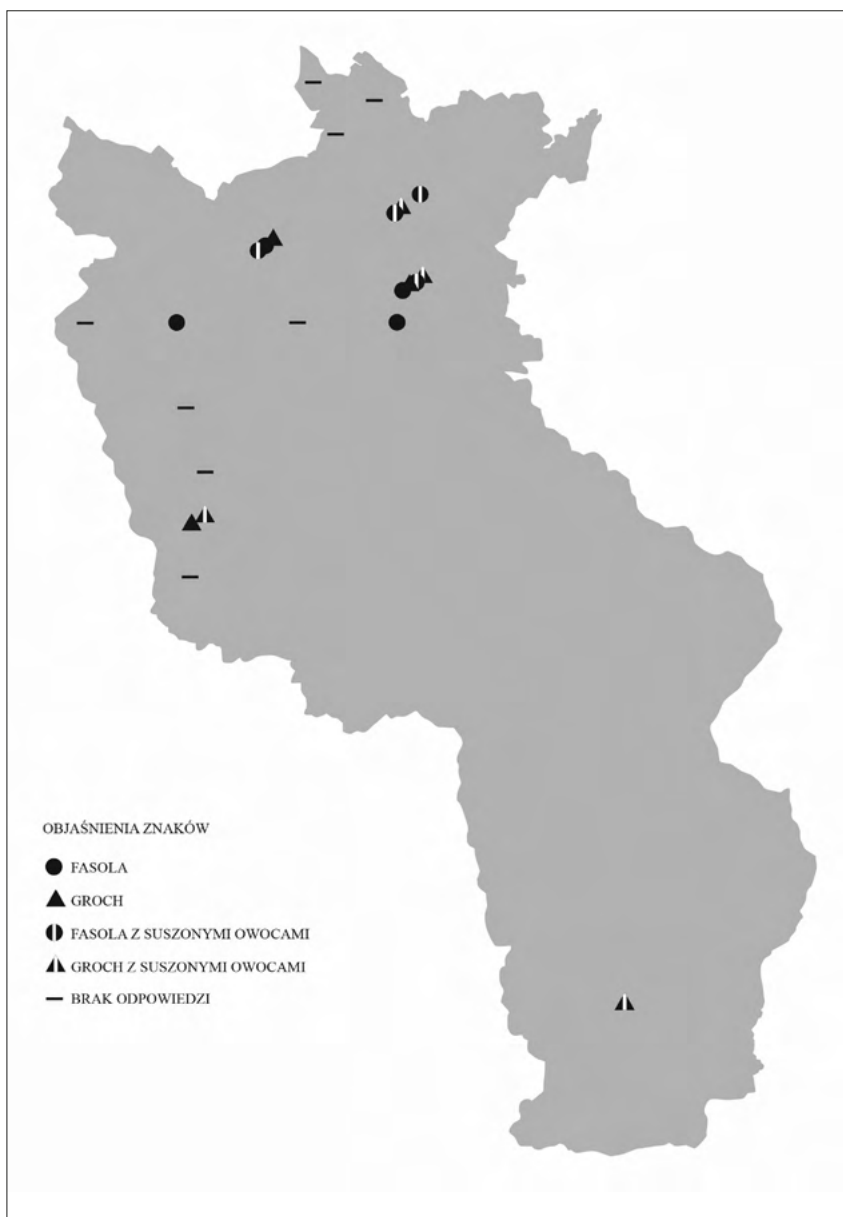 OBJAŚNIENIA ZNAKÓW
FASOLA
GROCH
FASOLA Z SUSZONYMI OWOCAMI
GROCH Z SUSZONYMI OWOCAMI
BRAK ODPOWIEDZI